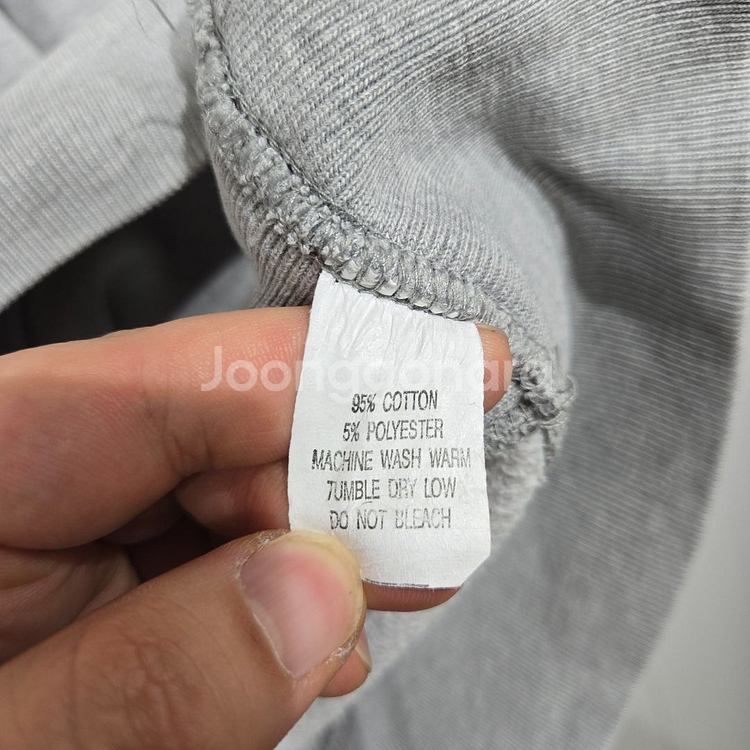 Joonggonara
95% COTTON
5% POLYESTER
MACHINE WASH WARM
TUMBLE DRY LOW
DO NOT BLEACH